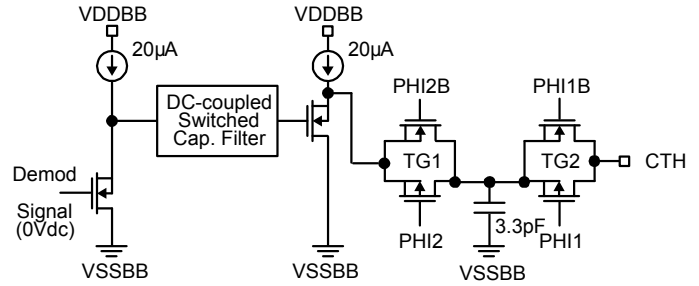 VDDBB
VDDBB
20µA
20µA
PHI2B
PHI1B
DC-coupled
Switched
Cap. Filter
TG1
TG2
CTH
Demod
Signal
(0Vdc)
3.3pF
PHI2
PHI1
VSSBB
VSSBB
VSSBB